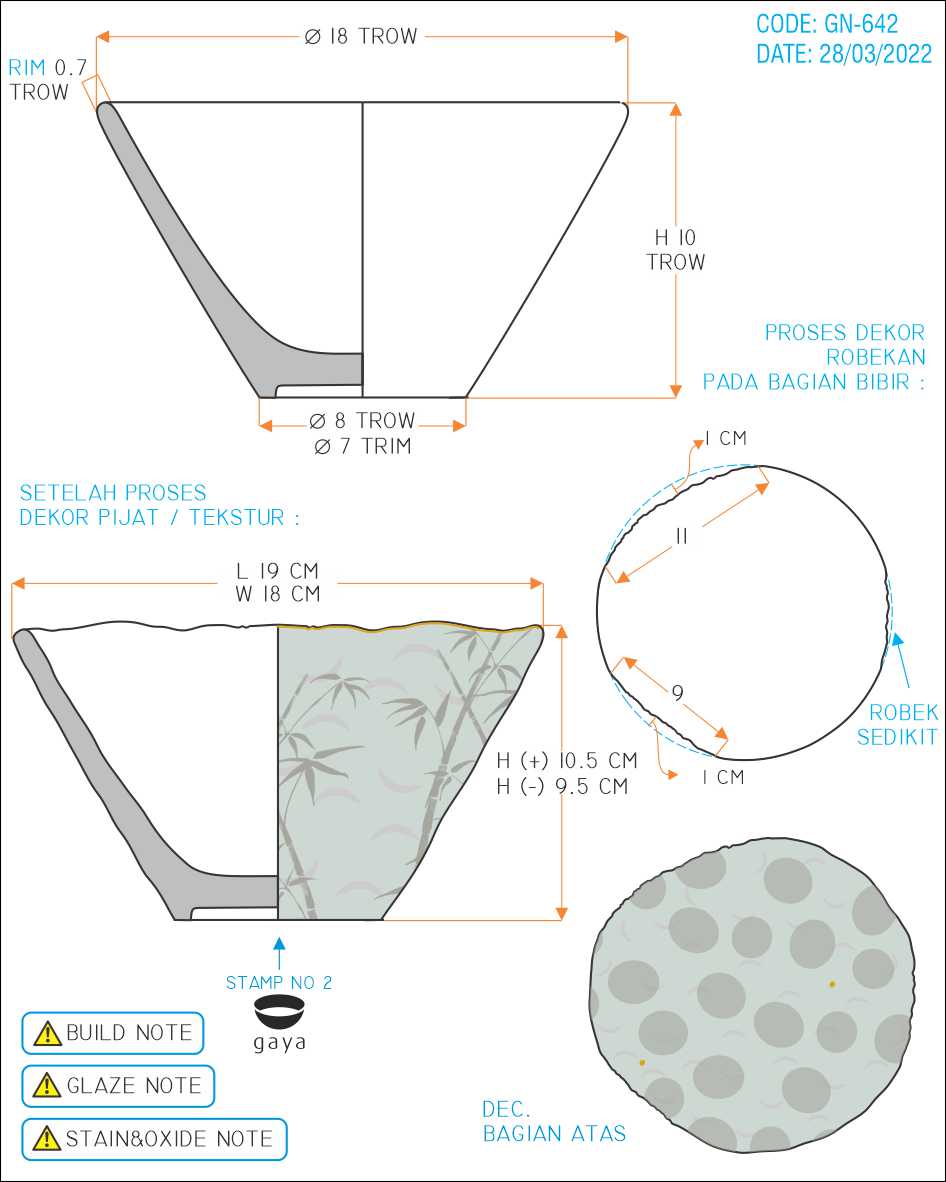 CODE: GN-642
DATE: 28/03/2022
Ø 18 TROW
RIM 0.7
TROW
H 10
TROW
PROSES DEKOR
ROBEKAN
PADA BAGIAN BIBIR :
Ø 8 TROW
Ø 7 TRIM
1 CM
11
SETELAH PROSES
DEKOR PIJAT / TEKSTUR :
L 19 CM
W 18 CM
9
ROBEK
SEDIKIT
H (+) 10.5 CM
H (-) 9.5 CM
1 CM
STAMP NO 2
gaya
BUILD NOTE
GLAZE NOTE
STAIN&OXIDE NOTE
DEC.
BAGIAN ATAS